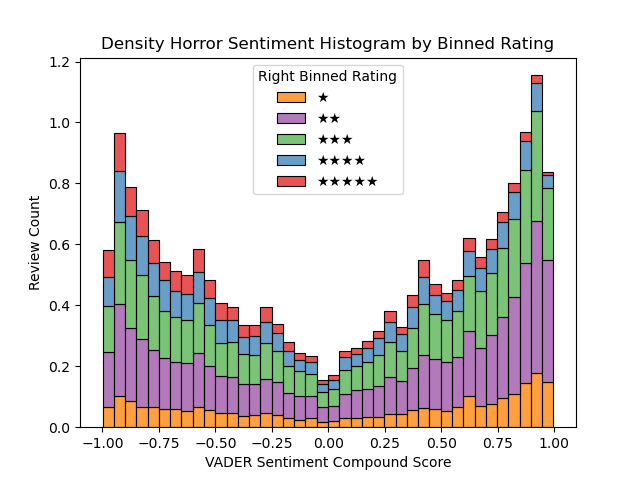 Density Horror Sentiment Histogram by Binned Rating
Right Binned Rating
★
★★
★★★
★★★★
★★★★★
Review Count
1.2
1.0
0.8
0.6
0.4
0.2
0.0
−1.00 −0.75 −0.50 −0.25 0.00 0.25 0.50 0.75 1.00
VADER Sentiment Compound Score